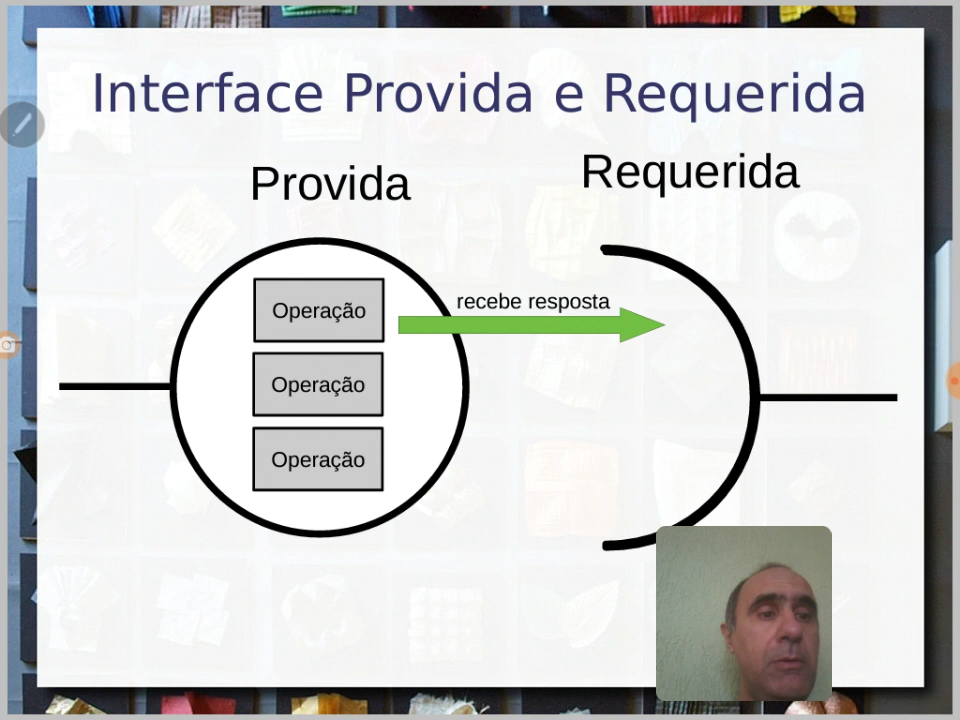 Interface Provida e Requerida
Provida
Requerida
recebe resposta
Operação
Operação
Operação